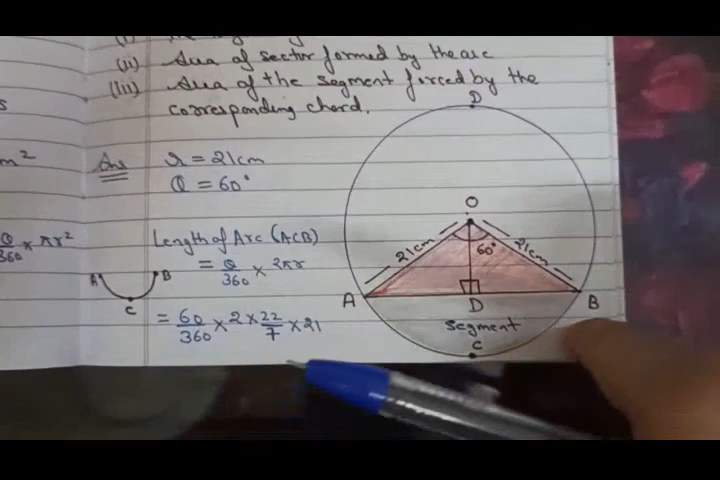 (ii) Area of sector formed by the arc
(iii) Area of the segment forced by the
corresponding chord.
m²
Ans r = 21cm
θ = 60°
θ/360 × πr²
Length of Arc (ACB)
= θ/360 × 2πr
A B
C
= 60/360 × 2 × 22/7 × 21
D
O
21cm 60° 21cm
A D B
segment
C